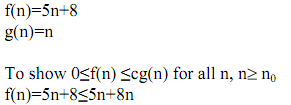 f(n)=5n+8
g(n)=n
To show 0≤f(n) ≤cg(n) for all n, n≥ n₀
f(n)=5n+8≤5n+8n